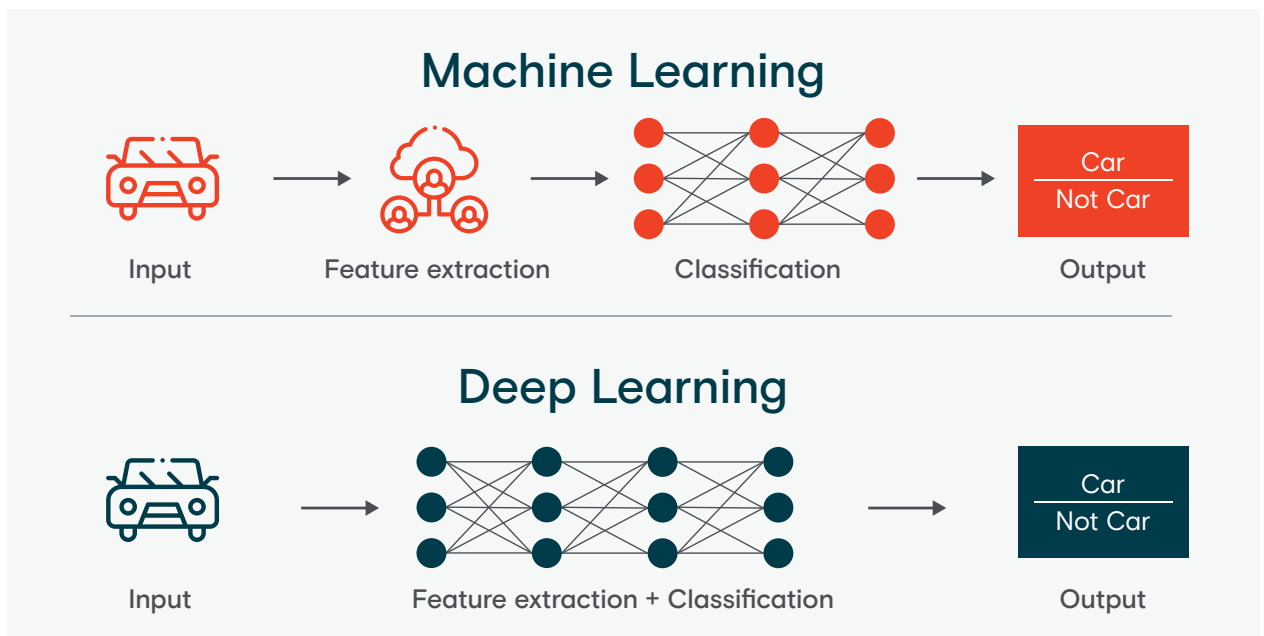 Machine Learning
Car
Not Car
Input
Feature extraction
Classification
Output
Deep Learning
Car
Not Car
Input
Feature extraction + Classification
Output